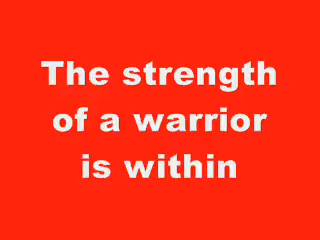 The strength
of a warrior
is within